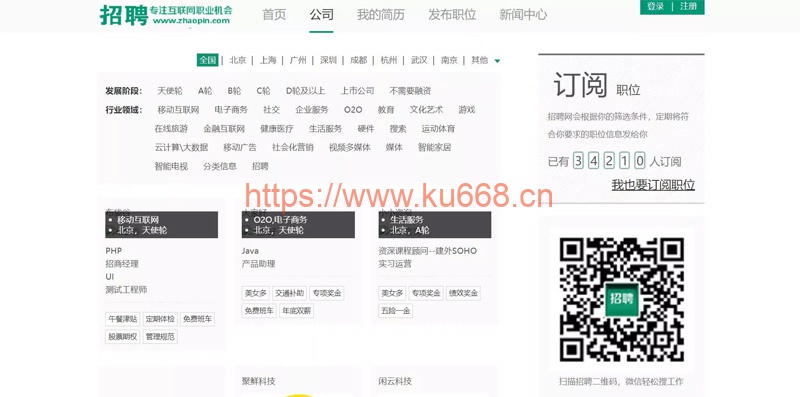 招聘 专注互联网职业机会
www.zhaopin.com
首页 公司 我的简历 发布职位 新闻中心
登录 | 注册
全国 | 北京 | 上海 | 广州 | 深圳 | 成都 | 杭州 | 武汉 | 南京 | 其他
发展阶段： 天使轮 A轮 B轮 C轮 D轮及以上 上市公司 不需要融资
行业领域： 移动互联网 电子商务 社交 企业服务 O2O 教育 文化艺术 游戏
在线旅游 金融互联网 健康医疗 生活服务 硬件 搜索 运动体育
云计算\大数据 移动广告 社会化营销 视频多媒体 媒体 智能家居
智能电视 分类信息 招聘
订阅 职位
招聘网会根据你的筛选条件，定期将符
合你要求的职位信息发给你
已有 3 4 2 1 0 人订阅
我也要订阅职位
https://www.ku668.cn
移动互联网
北京，天使轮
PHP
招商经理
UI
测试工程师
午餐津贴 定期体检 免费班车
股票期权 管理规范
O2O,电子商务
北京，天使轮
Java
产品助理
美女多 交通补助 专项奖金
免费班车 年底双薪
生活服务
北京，A轮
资深课程顾问--建外SOHO
实习运营
美女多 专项奖金 绩效奖金
五险一金
招聘
扫描招聘二维码，微信轻松搜工作
聚鲜科技
闲云科技